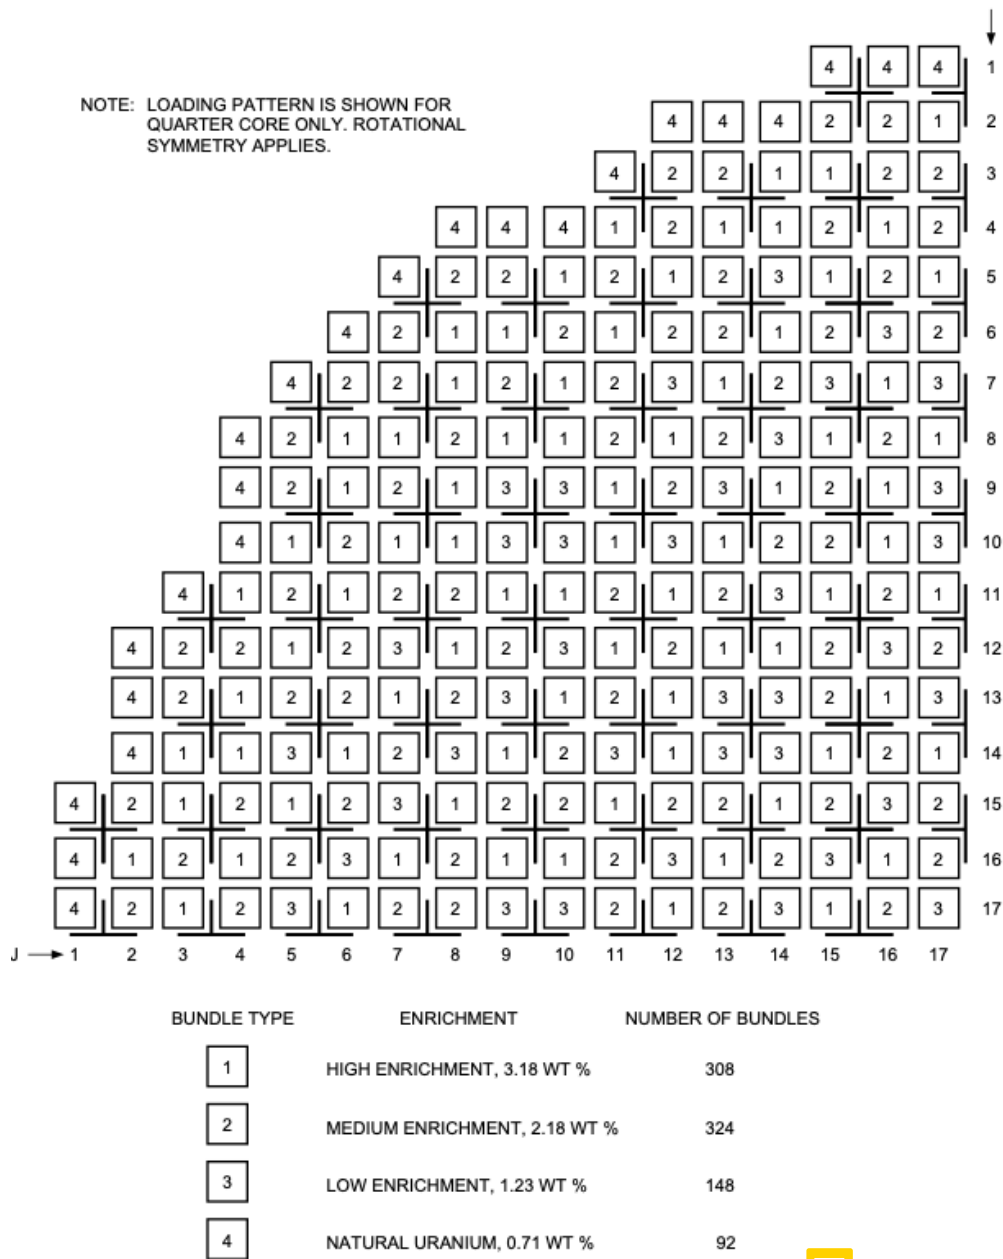 4 4 4 1
NOTE: LOADING PATTERN IS SHOWN FOR
QUARTER CORE ONLY. ROTATIONAL
SYMMETRY APPLIES.
4 4 4 2 2 1 2
4 2 2 1 1 2 2 3
4 4 4 1 2 1 1 2 1 2 4
4 2 2 1 2 1 2 3 1 2 1 5
4 2 1 1 2 1 2 2 1 2 3 2 6
4 2 2 1 2 1 2 3 1 2 3 1 3 7
4 2 1 1 2 1 1 2 1 2 3 1 2 1 8
4 2 1 2 1 3 3 1 2 3 1 2 1 3 9
4 1 2 1 1 3 3 1 3 1 2 2 1 3 10
4 1 2 1 2 2 1 1 2 1 2 3 1 2 1 11
4 2 2 1 2 3 1 2 3 1 2 1 1 2 3 2 12
4 2 1 2 2 1 2 3 1 2 1 3 3 2 1 3 13
4 1 1 3 1 2 3 1 2 3 1 3 3 1 2 1 14
4 2 1 2 1 2 3 1 2 2 1 2 2 1 2 3 2 15
4 1 2 1 2 3 1 2 1 1 2 3 1 2 3 1 2 16
4 2 1 2 3 1 2 2 3 3 2 1 2 3 1 2 3 17
J 1 2 3 4 5 6 7 8 9 10 11 12 13 14 15 16 17
BUNDLE TYPE ENRICHMENT NUMBER OF BUNDLES
1 HIGH ENRICHMENT, 3.18 WT % 308
2 MEDIUM ENRICHMENT, 2.18 WT % 324
3 LOW ENRICHMENT, 1.23 WT % 148
4 NATURAL URANIUM, 0.71 WT % 92